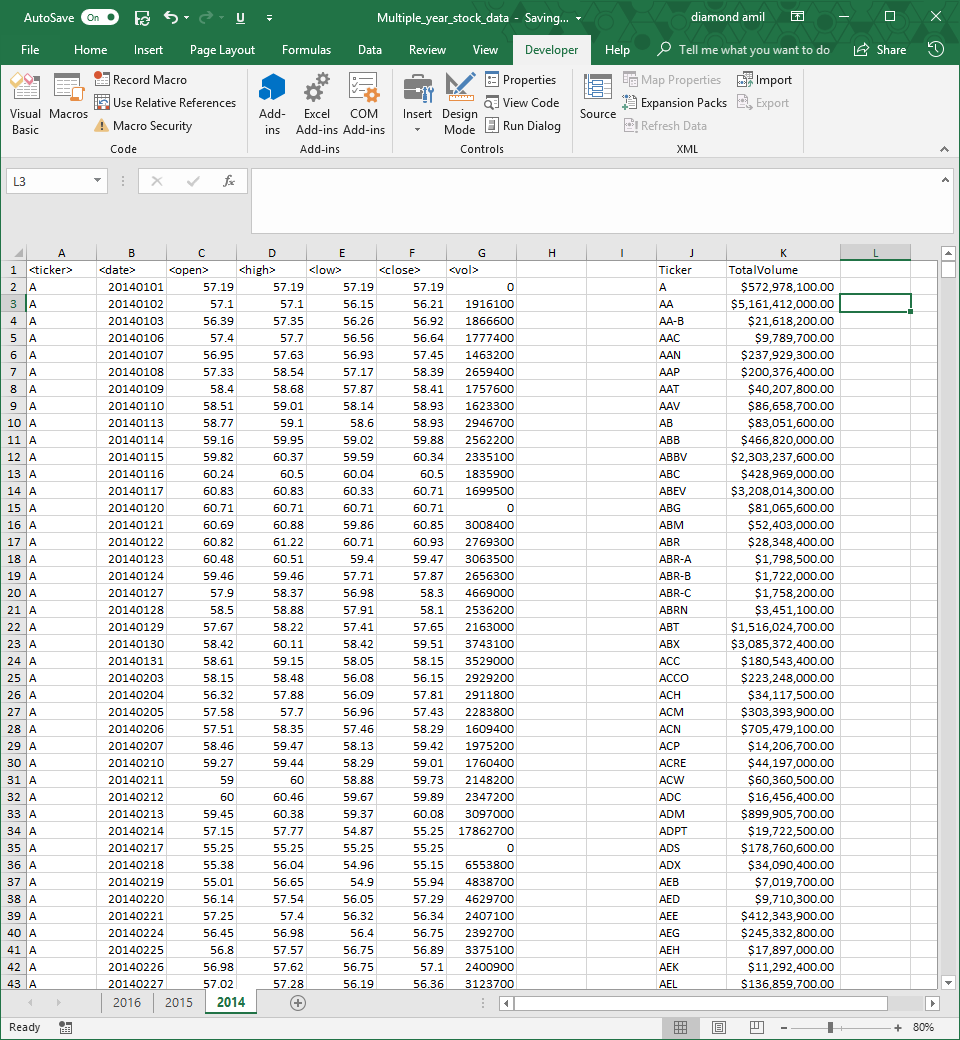 AutoSave On U Multiple_year_stock_data - Saving... diamond amil
File Home Insert Page Layout Formulas Data Review View Developer Help Tell me what you want to do Share
Visual Basic Macros Record Macro Use Relative References Macro Security
Add-ins Excel Add-ins COM Add-ins
Insert Design Mode Properties View Code Run Dialog
Source Map Properties Expansion Packs Refresh Data Import Export
Code Add-ins Controls XML
L3 fx
A B C D E F G H I J K L
1 <ticker> <date> <open> <high> <low> <close> <vol> Ticker TotalVolume
2 A 20140101 57.19 57.19 57.19 57.19 0 A $572,978,100.00
3 A 20140102 57.1 57.1 56.15 56.21 1916100 AA $5,161,412,000.00
4 A 20140103 56.39 57.35 56.26 56.92 1866600 AA-B $21,618,200.00
5 A 20140106 57.4 57.7 56.56 56.64 1777400 AAC $9,789,700.00
6 A 20140107 56.95 57.63 56.93 57.45 1463200 AAN $237,929,300.00
7 A 20140108 57.33 58.54 57.17 58.39 2659400 AAP $200,376,400.00
8 A 20140109 58.4 58.68 57.87 58.41 1757600 AAT $40,207,800.00
9 A 20140110 58.51 59.01 58.14 58.93 1623300 AAV $86,658,700.00
10 A 20140113 58.77 59.1 58.6 58.93 2946700 AB $83,051,600.00
11 A 20140114 59.16 59.95 59.02 59.88 2562200 ABB $466,820,000.00
12 A 20140115 59.82 60.37 59.59 60.34 2335100 ABBV $2,303,237,600.00
13 A 20140116 60.24 60.5 60.04 60.5 1835900 ABC $428,969,000.00
14 A 20140117 60.83 60.83 60.33 60.71 1699500 ABEV $3,208,014,300.00
15 A 20140120 60.71 60.71 60.71 60.71 0 ABG $81,065,600.00
16 A 20140121 60.69 60.88 59.86 60.85 3008400 ABM $52,403,000.00
17 A 20140122 60.82 61.22 60.71 60.93 2769300 ABR $28,348,400.00
18 A 20140123 60.48 60.51 59.4 59.47 3063500 ABR-A $1,798,500.00
19 A 20140124 59.46 59.46 57.71 57.87 2656300 ABR-B $1,722,000.00
20 A 20140127 57.9 58.37 56.98 58.3 4669000 ABR-C $1,758,200.00
21 A 20140128 58.5 58.88 57.91 58.1 2536200 ABRN $3,451,100.00
22 A 20140129 57.67 58.22 57.41 57.65 2163000 ABT $1,516,024,700.00
23 A 20140130 58.42 60.11 58.42 59.51 3743100 ABX $3,085,372,400.00
24 A 20140131 58.61 59.15 58.05 58.15 3529000 ACC $180,543,400.00
25 A 20140203 58.15 58.48 56.08 56.15 2929200 ACCO $223,248,000.00
26 A 20140204 56.32 57.88 56.09 57.81 2911800 ACH $34,117,500.00
27 A 20140205 57.58 57.7 56.96 57.43 2283800 ACM $303,393,900.00
28 A 20140206 57.51 58.35 57.46 58.29 1609400 ACN $705,479,100.00
29 A 20140207 58.46 59.47 58.13 59.42 1975200 ACP $14,206,700.00
30 A 20140210 59.27 59.44 58.29 59.01 1760400 ACRE $44,197,000.00
31 A 20140211 59 60 58.88 59.73 2148200 ACW $60,360,500.00
32 A 20140212 60 60.46 59.67 59.89 2347200 ADC $16,456,400.00
33 A 20140213 59.45 60.38 59.37 60.08 3097000 ADM $899,905,700.00
34 A 20140214 57.15 57.77 54.87 55.25 17862700 ADPT $19,722,500.00
35 A 20140217 55.25 55.25 55.25 55.25 0 ADS $178,760,600.00
36 A 20140218 55.38 56.04 54.96 55.15 6553800 ADX $34,090,400.00
37 A 20140219 55.01 56.65 54.9 55.94 4838700 AEB $7,019,700.00
38 A 20140220 56.14 57.54 56.05 57.29 4629700 AED $9,710,300.00
39 A 20140221 57.25 57.4 56.32 56.34 2407100 AEE $412,343,900.00
40 A 20140224 56.45 56.98 56.4 56.75 2392700 AEG $245,332,800.00
41 A 20140225 56.8 57.57 56.75 56.89 3375100 AEH $17,897,000.00
42 A 20140226 56.98 57.62 56.75 57.1 2400900 AEK $11,292,400.00
43 A 20140227 57.02 57.28 56.19 56.36 3123700 AEL $136,859,700.00
2016 2015 2014
Ready 80%